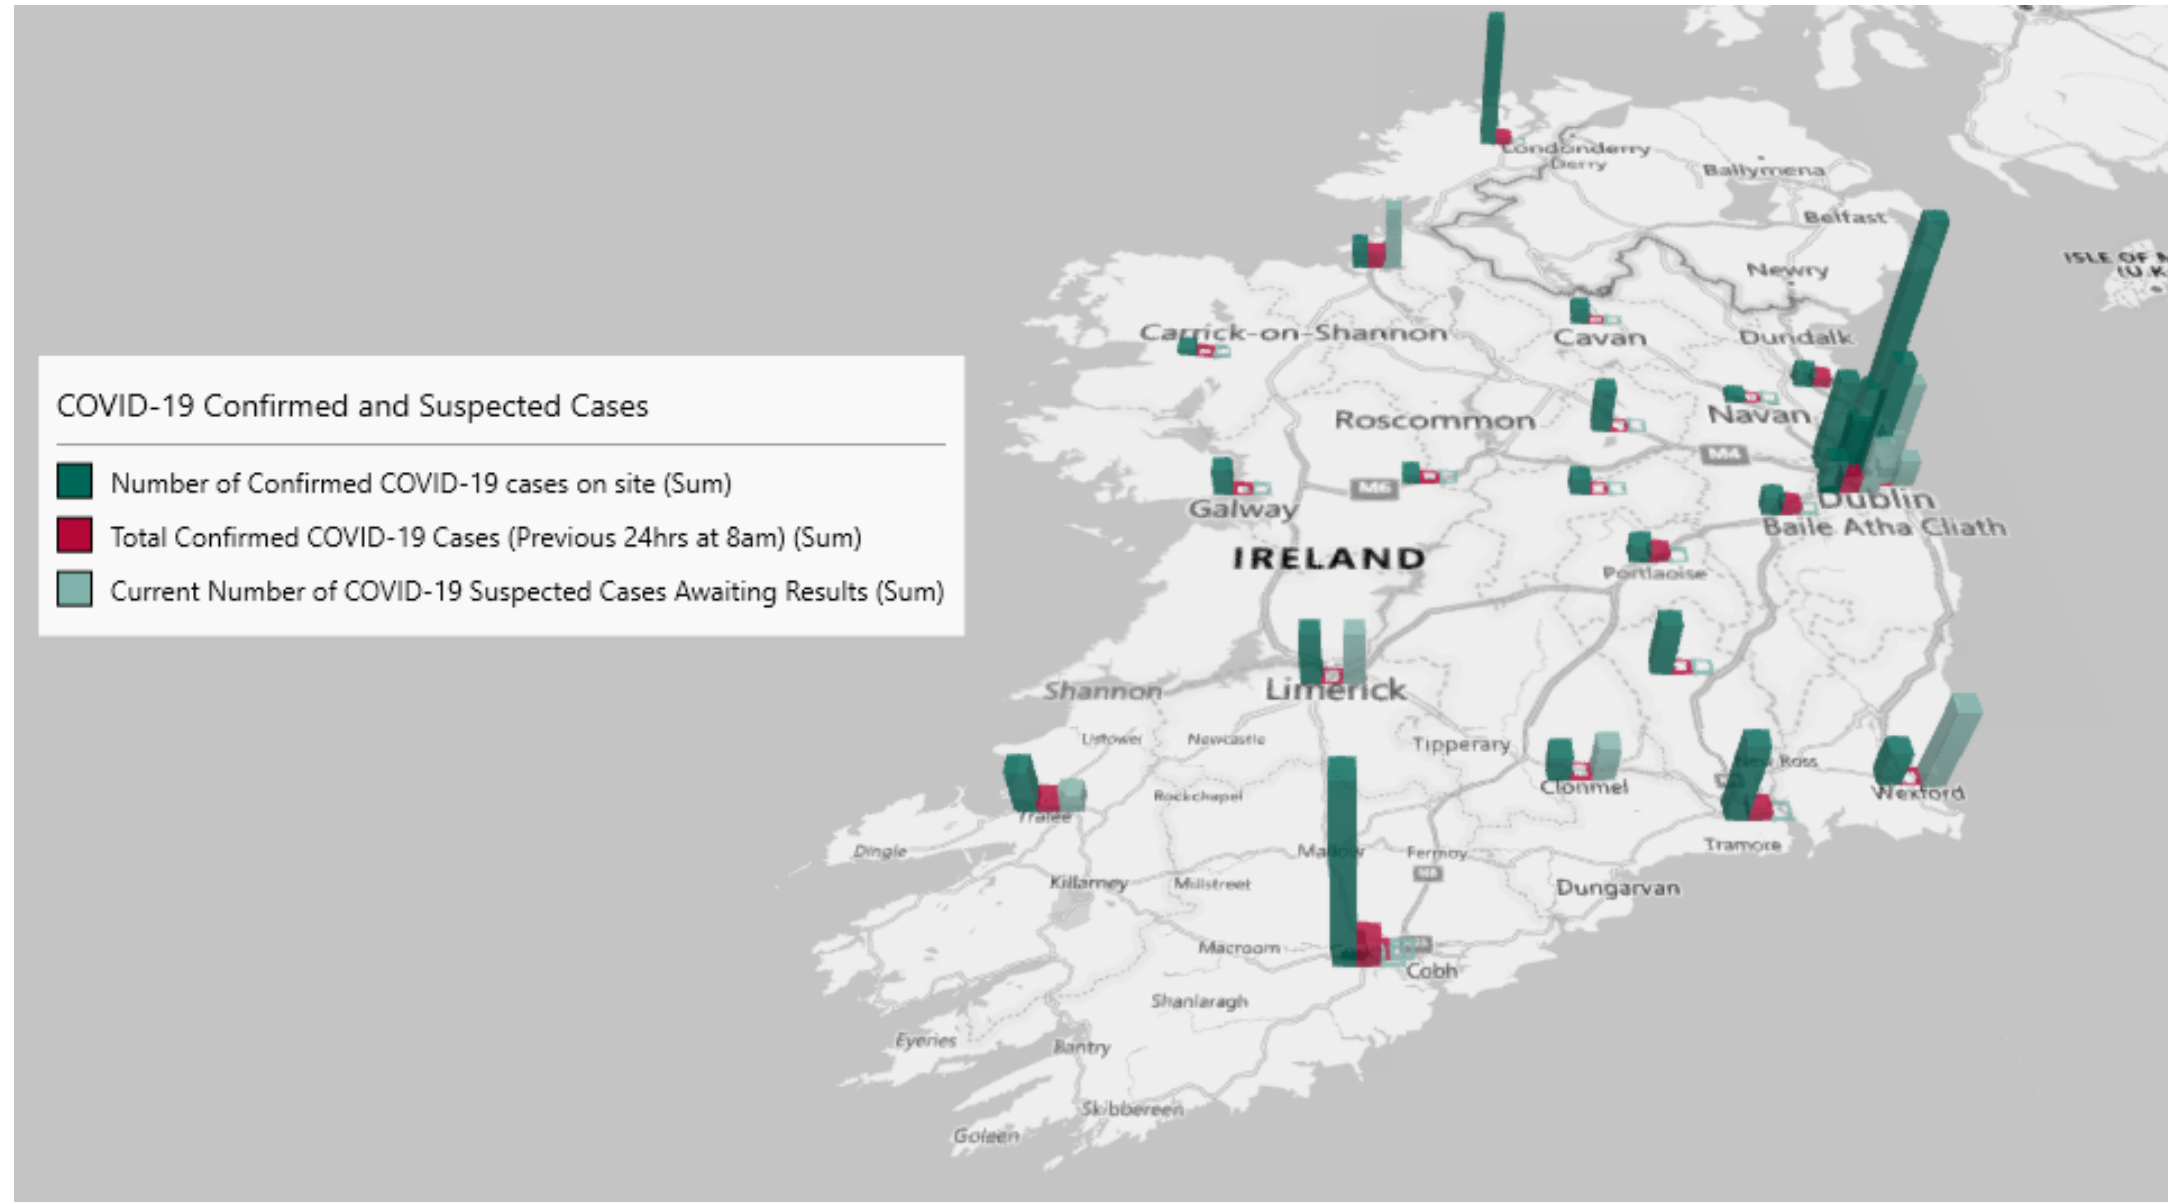 Londonderry
Derry
Ballymena
Belfast
ISLE OF
(U.K
Newry
Carrick-on-Shannon
Cavan
Dundalk
COVID-19 Confirmed and Suspected Cases
Number of Confirmed COVID-19 cases on site (Sum)
Total Confirmed COVID-19 Cases (Previous 24hrs at 8am) (Sum)
Current Number of COVID-19 Suspected Cases Awaiting Results (Sum)
Roscommon
Navan
M4
M6
Galway
Dublin
Baile Atha Cliath
IRELAND
Portlaoise
Shannon
Limerick
Listowel
Newcastle
Tipperary
New Ross
Rockchapel
Clonmel
Wexford
Tralee
Dingle
Mallow
Fermoy
Tramore
M8
Killarney
Millstreet
Dungarvan
Macroom
Cobh
Shanlaragh
Eyeries
Bantry
Skibbereen
Goleen